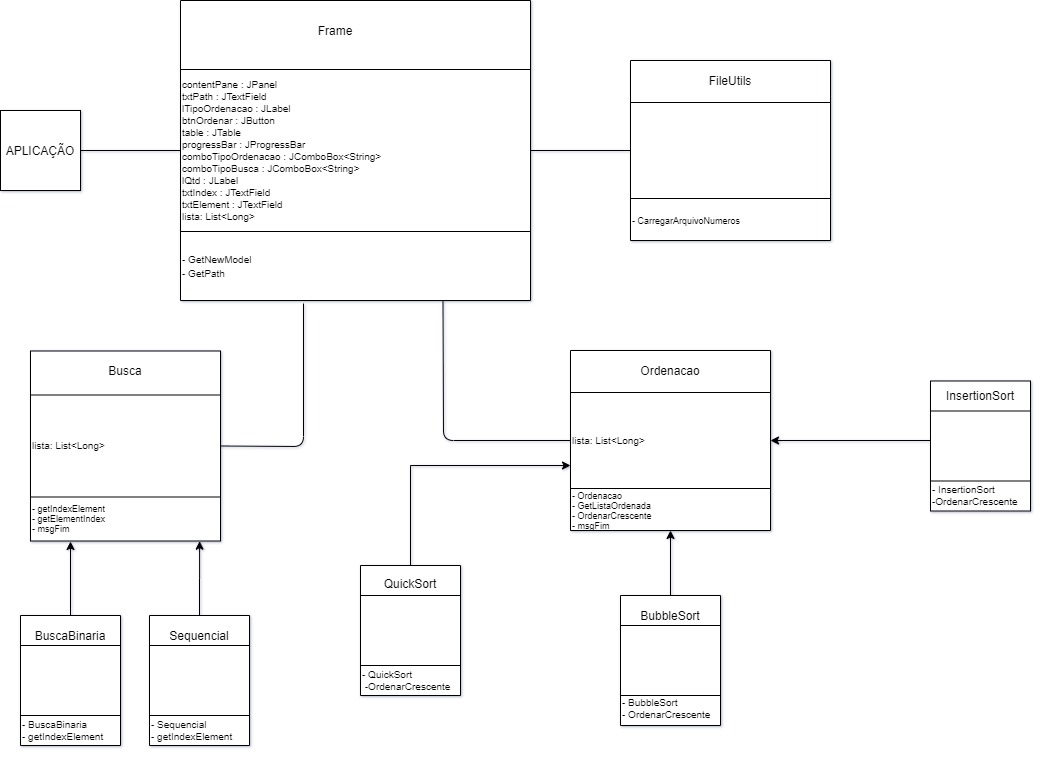 Frame
contentPane : JPanel
txtPath : JTextField
lTipoOrdenacao : JLabel
btnOrdenar : JButton
table : JTable
progressBar : JProgressBar
comboTipoOrdenacao : JComboBox<String>
comboTipoBusca : JComboBox<String>
lQtd : JLabel
txtIndex : JTextField
txtElement : JTextField
lista: List<Long>
- GetNewModel
- GetPath
APLICAÇÃO
FileUtils
- CarregarArquivoNumeros
Busca
lista: List<Long>
- getIndexElement
- getElementIndex
- msgFim
Ordenacao
lista: List<Long>
- Ordenacao
- GetListaOrdenada
- OrdenarCrescente
- msgFim
InsertionSort
- InsertionSort
-OrdenarCrescente
BuscaBinaria
- BuscaBinaria
- getIndexElement
Sequencial
- Sequencial
- getIndexElement
QuickSort
- QuickSort
-OrdenarCrescente
BubbleSort
- BubbleSort
- OrdenarCrescente